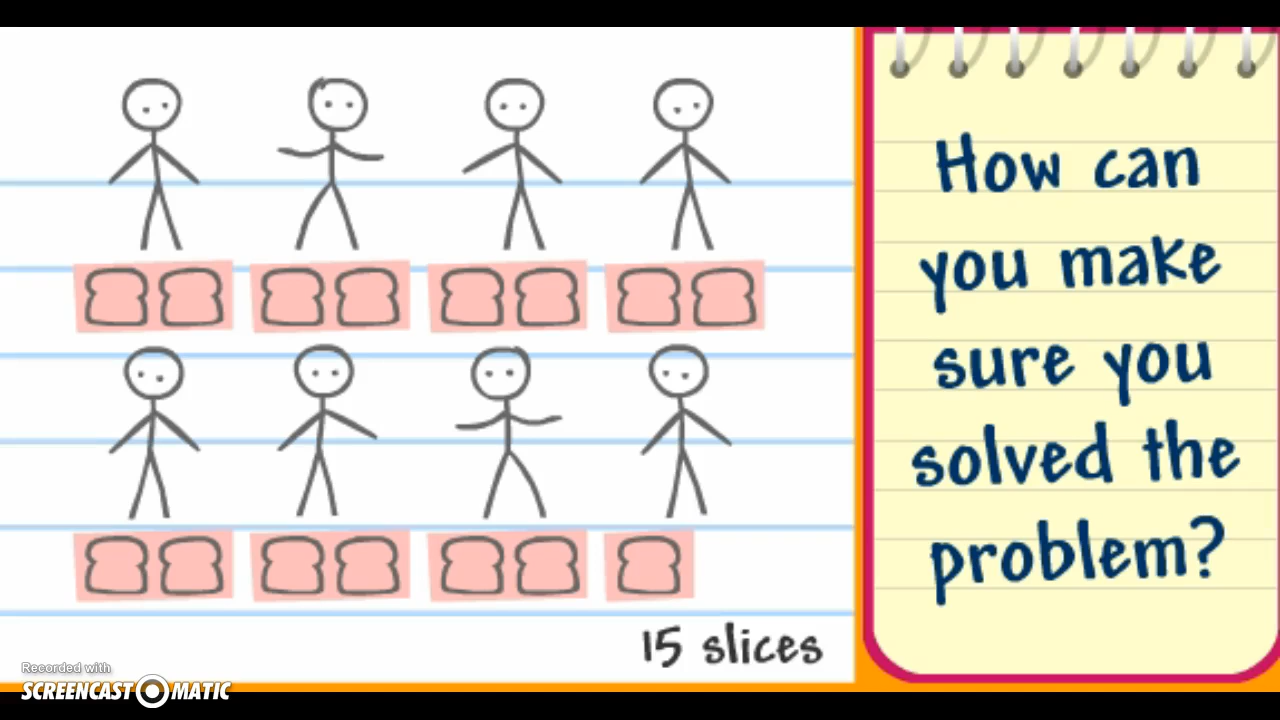 How can
you make
sure you
solved the
problem?
15 slices
Recorded with
SCREENCAST MATIC